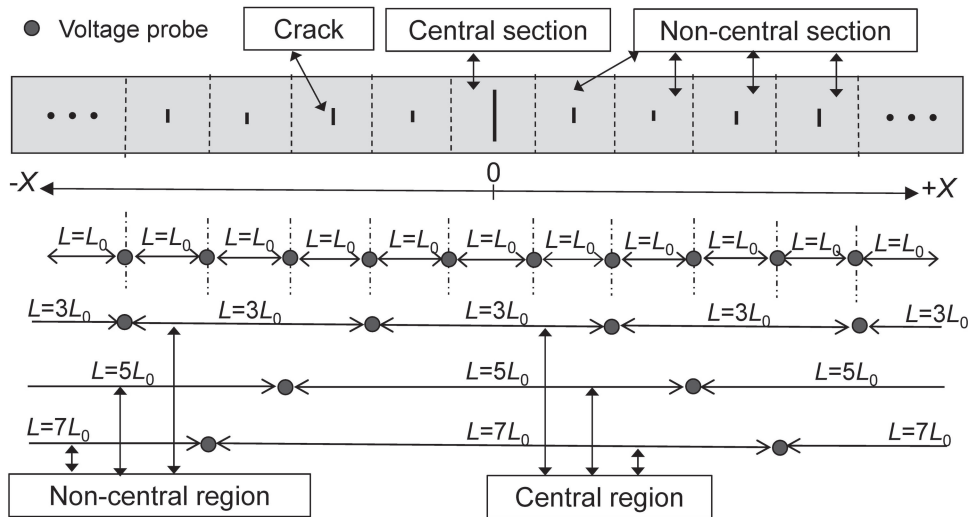 Voltage probe
Crack
Central section
Non-central section
-X 0 +X
L=L₀ L=L₀ L=L₀ L=L₀ L=L₀ L=L₀ L=L₀ L=L₀ L=L₀ L=L₀ L=L₀
L=3L₀ L=3L₀ L=3L₀ L=3L₀ L=3L₀
L=5L₀ L=5L₀ L=5L₀
L=7L₀ L=7L₀ L=7L₀
Non-central region
Central region